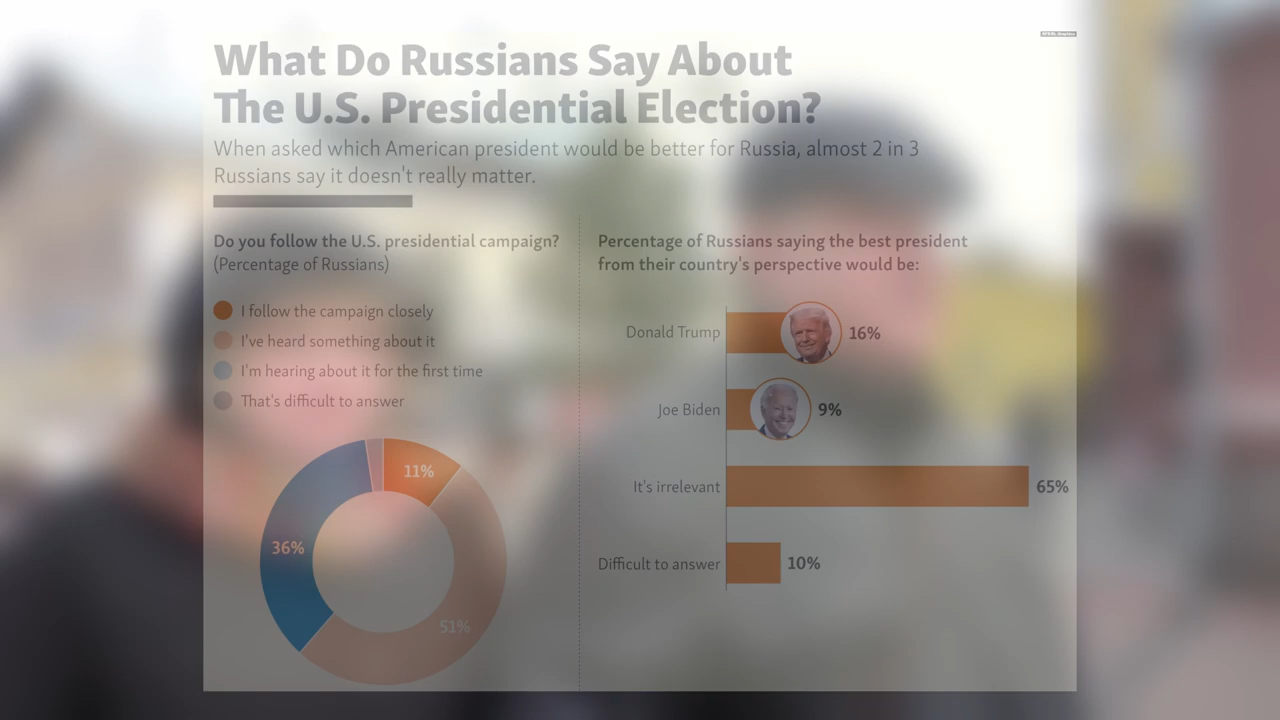 What Do Russians Say About
The U.S. Presidential Election?
When asked which American president would be better for Russia, almost 2 in 3
Russians say it doesn't really matter.
Do you follow the U.S. presidential campaign?
(Percentage of Russians)
I follow the campaign closely
I've heard something about it
I'm hearing about it for the first time
That's difficult to answer
11%
36%
51%
Percentage of Russians saying the best president
from their country's perspective would be:
Donald Trump 16%
Joe Biden 9%
It's irrelevant 65%
Difficult to answer 10%